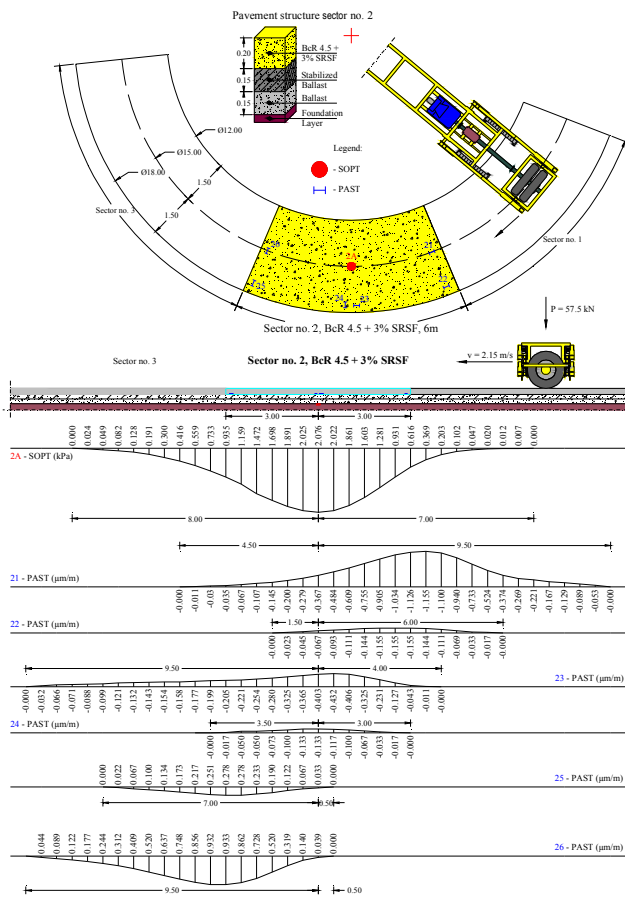 Pavement structure sector no. 2
0.20
0.15
0.15
BcR 4.5 +
3% SRSF
Stabilized
Ballast
Ballast
Foundation
Layer
Ø12.00
Ø15.00
Ø18.00
1.50
1.50
Sector no. 3
Legend:
- SOPT
- PAST
2A
Sector no. 1
Sector no. 2, BcR 4.5 + 3% SRSF, 6m
P = 57.5 kN
v = 2.15 m/s
Sector no. 3
Sector no. 2, BcR 4.5 + 3% SRSF
3.00 3.00
0.000 0.024 0.049 0.082 0.128 0.191 0.300 0.416 0.559 0.733 0.935 1.159 1.472 1.698 1.891 2.025 2.076 2.022 1.861 1.603 1.281 0.931 0.616 0.369 0.203 0.102 0.047 0.020 0.012 0.007 0.000
2A - SOPT (kPa)
8.00 7.00
4.50 9.50
21 - PAST (µm/m)
-0.000 -0.011 -0.03 -0.035 -0.067 -0.107 -0.145 -0.200 -0.279 -0.367 -0.484 -0.609 -0.755 -0.905 -1.034 -1.126 -1.155 -1.100 -0.940 -0.733 -0.524 -0.374 -0.269 -0.221 -0.167 -0.129 -0.089 -0.053 -0.000
1.50 6.00
22 - PAST (µm/m)
-0.000 -0.023 -0.045 -0.067 -0.093 -0.111 -0.144 -0.155 -0.155 -0.144 -0.111 -0.069 -0.033 -0.017 -0.000
9.50 4.00
23 - PAST (µm/m)
-0.000 -0.032 -0.066 -0.071 -0.088 -0.099 -0.121 -0.132 -0.143 -0.154 -0.158 -0.177 -0.199 -0.205 -0.221 -0.254 -0.280 -0.325 -0.365 -0.403 -0.432 -0.406 -0.325 -0.231 -0.127 -0.043 -0.011 -0.000
3.50 3.00
24 - PAST (µm/m)
-0.000 -0.017 -0.050 -0.050 -0.073 -0.100 -0.133 -0.133 -0.117 -0.100 -0.067 -0.033 -0.017 -0.000
0.000 0.022 0.067 0.100 0.134 0.173 0.217 0.251 0.278 0.278 0.233 0.190 0.122 0.067 0.033 0.000
25 - PAST (µm/m)
7.00 0.50
0.044 0.089 0.122 0.177 0.244 0.312 0.409 0.520 0.637 0.748 0.856 0.932 0.933 0.862 0.728 0.520 0.319 0.140 0.039 0.000
26 - PAST (µm/m)
9.50 0.50